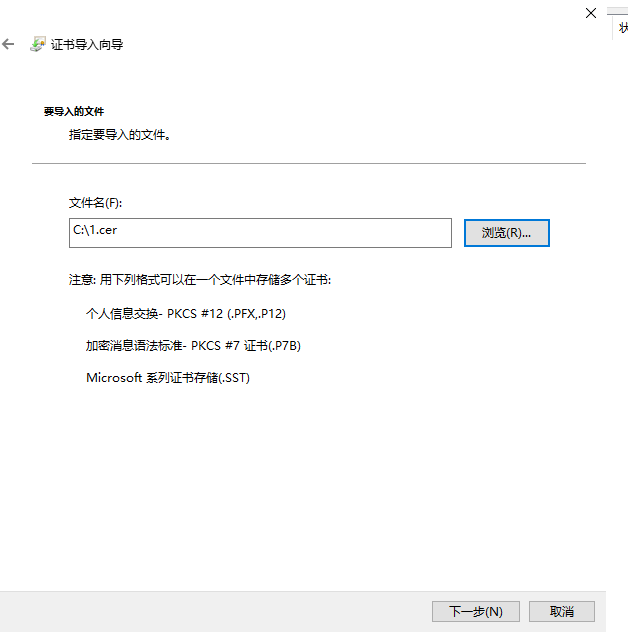 状
证书导入向导
要导入的文件
指定要导入的文件。
文件名(F):
C:\1.cer
浏览(R)...
注意: 用下列格式可以在一个文件中存储多个证书:
个人信息交换- PKCS #12 (.PFX,.P12)
加密消息语法标准- PKCS #7 证书(.P7B)
Microsoft 系列证书存储(.SST)
下一步(N)
取消